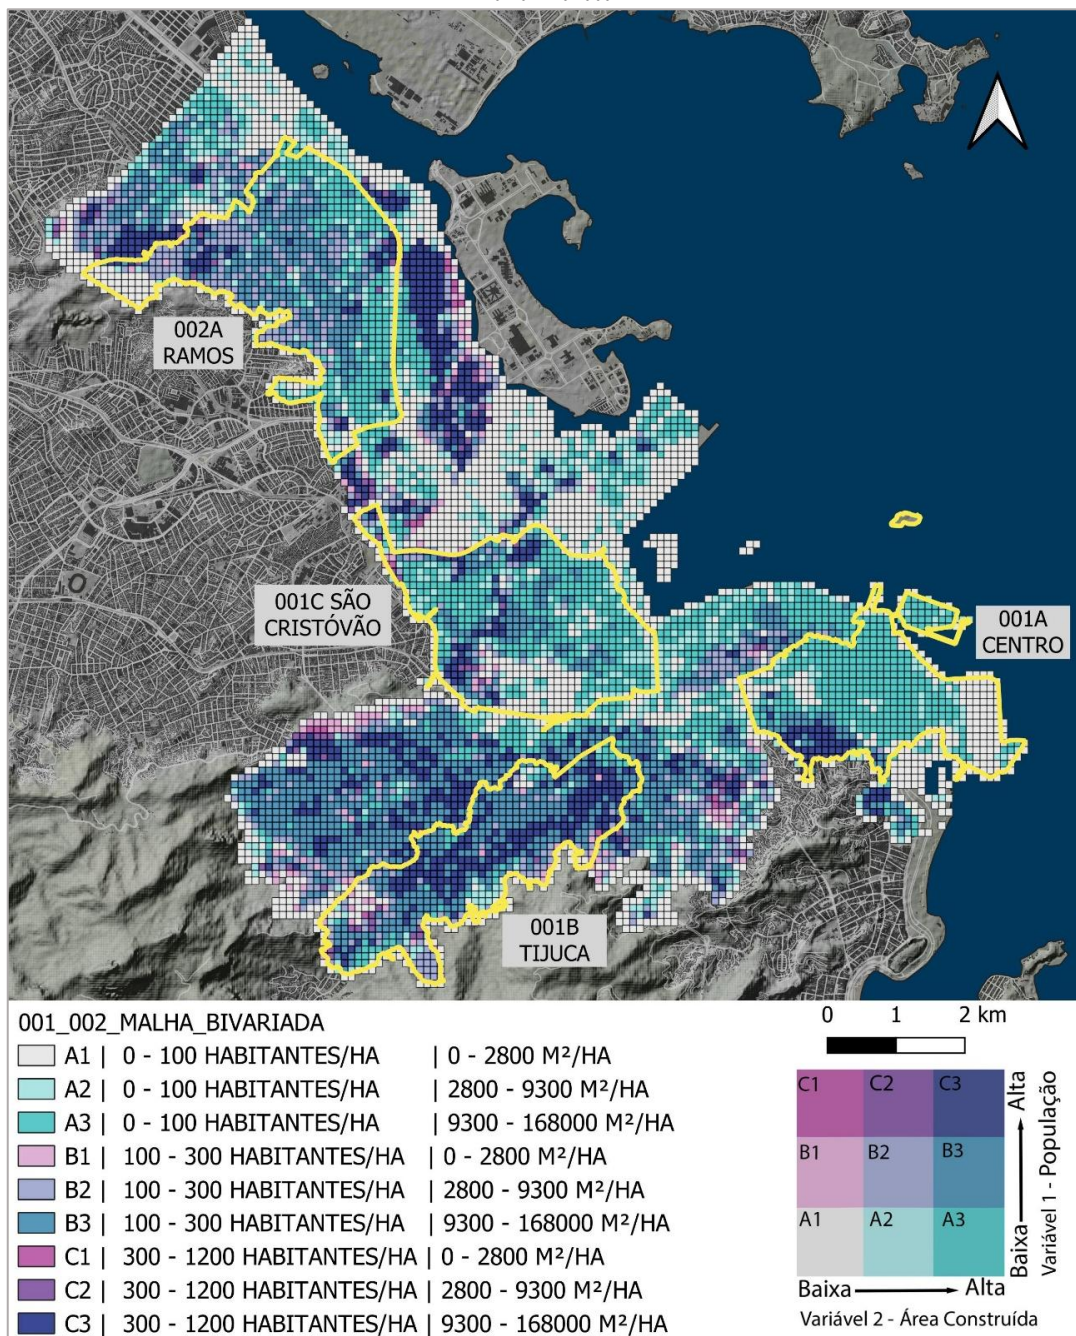 002A
RAMOS
001C SÃO
CRISTÓVÃO
001A
CENTRO
001B
TIJUCA
001_002_MALHA_BIVARIADA
A1 | 0 - 100 HABITANTES/HA | 0 - 2800 M²/HA
A2 | 0 - 100 HABITANTES/HA | 2800 - 9300 M²/HA
A3 | 0 - 100 HABITANTES/HA | 9300 - 168000 M²/HA
B1 | 100 - 300 HABITANTES/HA | 0 - 2800 M²/HA
B2 | 100 - 300 HABITANTES/HA | 2800 - 9300 M²/HA
B3 | 100 - 300 HABITANTES/HA | 9300 - 168000 M²/HA
C1 | 300 - 1200 HABITANTES/HA | 0 - 2800 M²/HA
C2 | 300 - 1200 HABITANTES/HA | 2800 - 9300 M²/HA
C3 | 300 - 1200 HABITANTES/HA | 9300 - 168000 M²/HA
0 1 2 km
C1 C2 C3
B1 B2 B3
A1 A2 A3
Baixa Alta
Variável 1 - População
Baixa Alta
Variável 2 - Área Construída